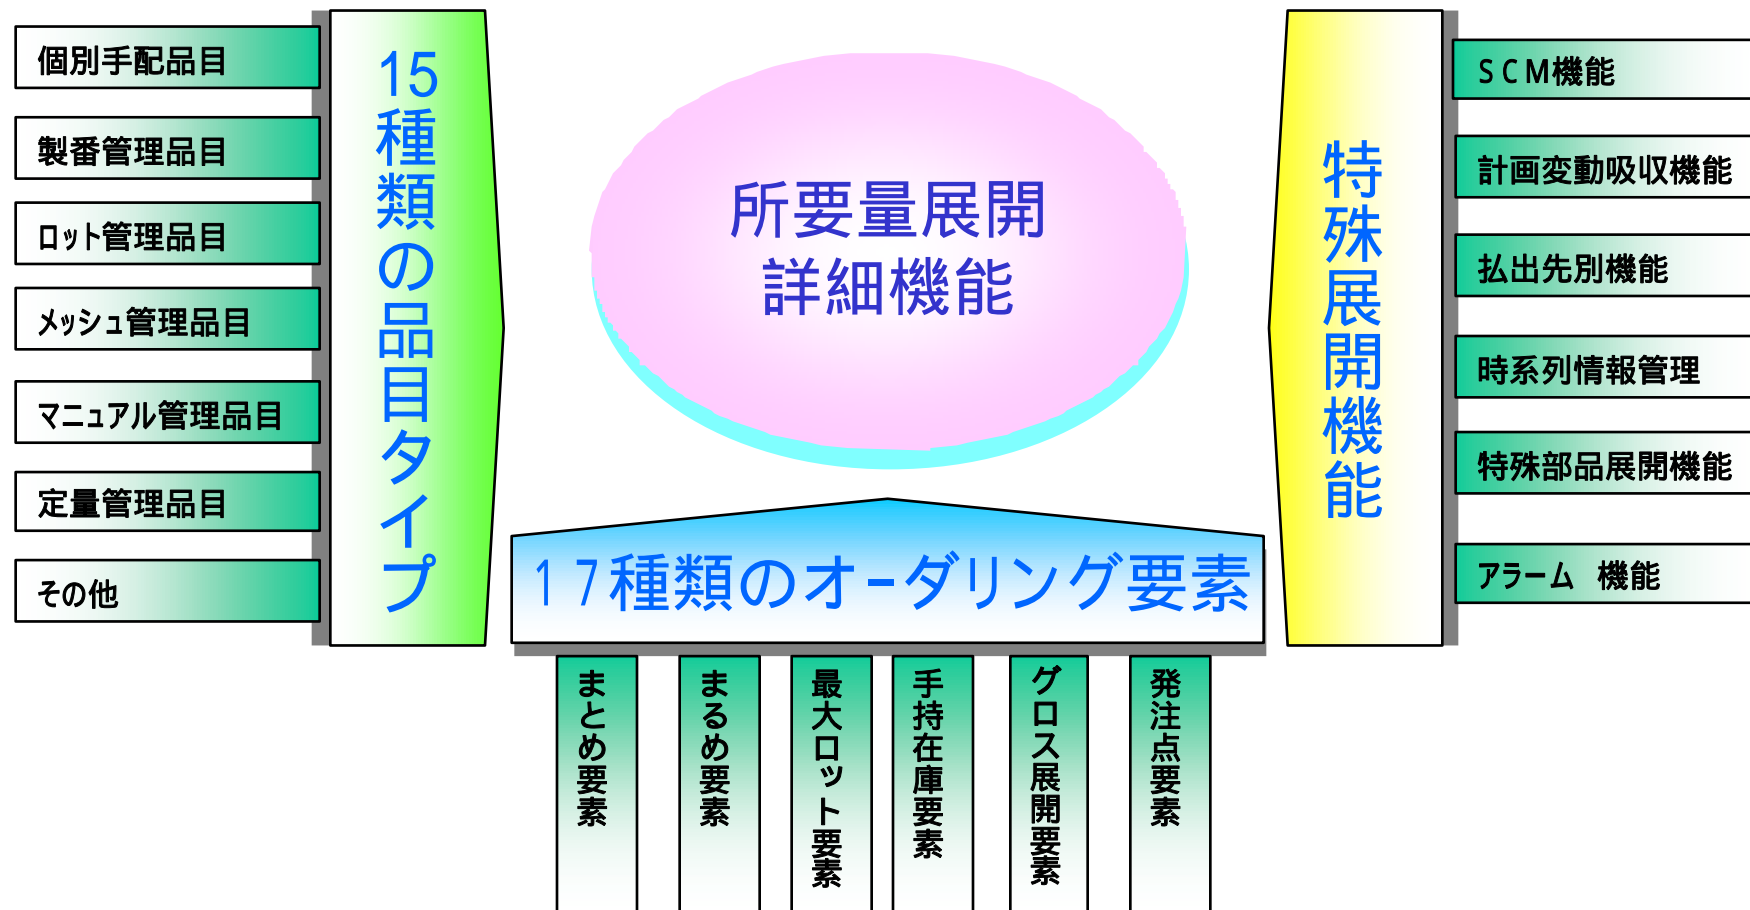 個別手配品目
製番管理品目
ロット管理品目
メッシュ管理品目
マニュアル管理品目
定量管理品目
その他
15種類の品目タイプ
所要量展開
詳細機能
17種類のオ-ダリング要素
まとめ要素
まるめ要素
最大ロット要素
手持在庫要素
グロス展開要素
発注点要素
特殊展開機能
SCM機能
計画変動吸収機能
払出先別機能
時系列情報管理
特殊部品展開機能
アラーム 機能